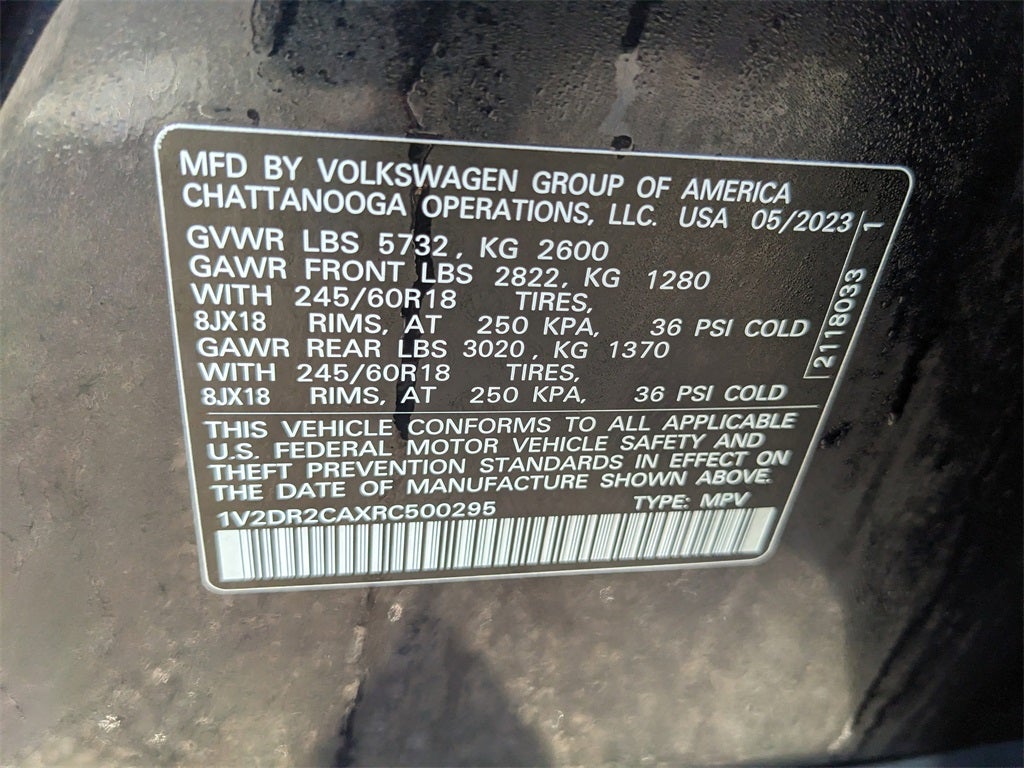 MFD BY VOLKSWAGEN GROUP OF AMERICA
CHATTANOOGA OPERATIONS, LLC. USA 05/2023
GVWR LBS 5732, KG 2600
GAWR FRONT LBS 2822, KG 1280
WITH 245/60R18 TIRES,
8JX18 RIMS, AT 250 KPA, 36 PSI COLD
GAWR REAR LBS 3020, KG 1370
WITH 245/60R18 TIRES,
8JX18 RIMS, AT 250 KPA, 36 PSI COLD
2118033 1
THIS VEHICLE CONFORMS TO ALL APPLICABLE
U.S. FEDERAL MOTOR VEHICLE SAFETY AND
THEFT PREVENTION STANDARDS IN EFFECT ON
THE DATE OF MANUFACTURE SHOWN ABOVE.
1V2DR2CAXRC500295 TYPE: MPV